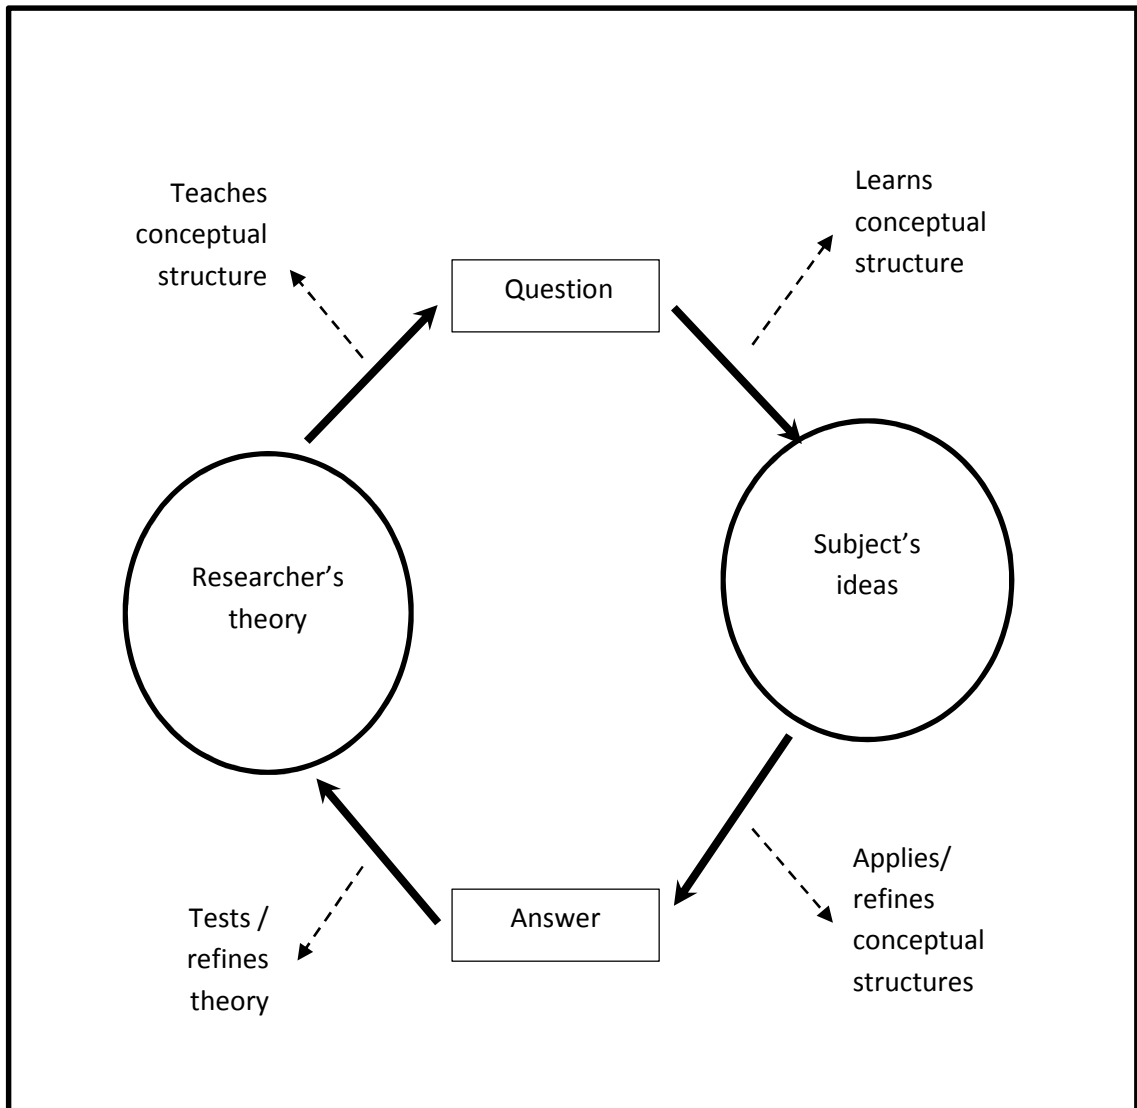 Teaches
conceptual
structure
Learns
conceptual
structure
Question
Researcher’s
theory
Subject’s
ideas
Answer
Tests /
refines
theory
Applies/
refines
conceptual
structures